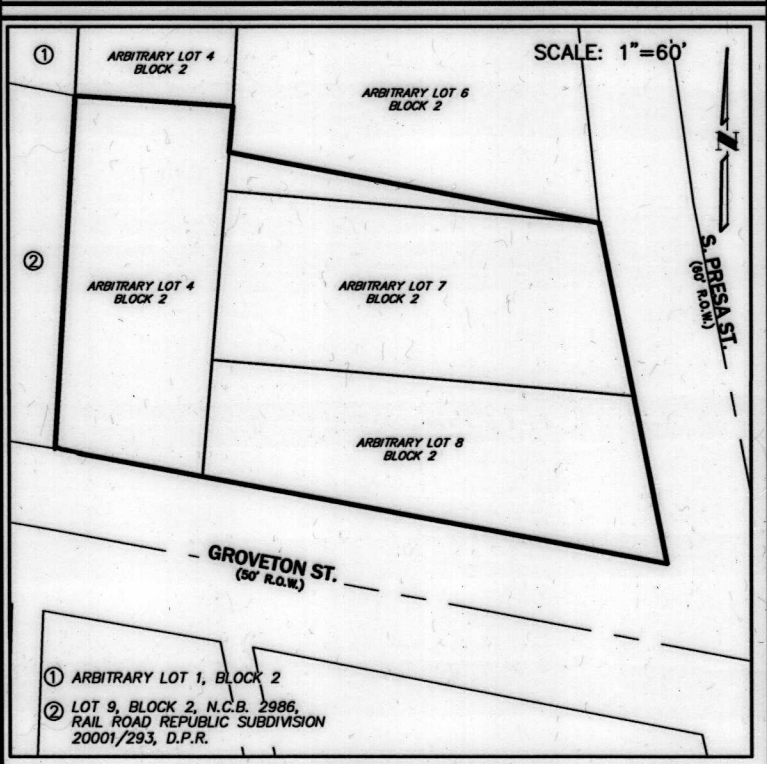 ①
ARBITRARY LOT 4
BLOCK 2
SCALE: 1"=60'
ARBITRARY LOT 6
BLOCK 2
N
②
ARBITRARY LOT 4
BLOCK 2
ARBITRARY LOT 7
BLOCK 2
S. PRESA ST.
(60' R.O.W.)
ARBITRARY LOT 8
BLOCK 2
GROVETON ST.
(50' R.O.W.)
① ARBITRARY LOT 1, BLOCK 2
② LOT 9, BLOCK 2, N.C.B. 2986,
RAIL ROAD REPUBLIC SUBDIVISION
20001/293, D.P.R.